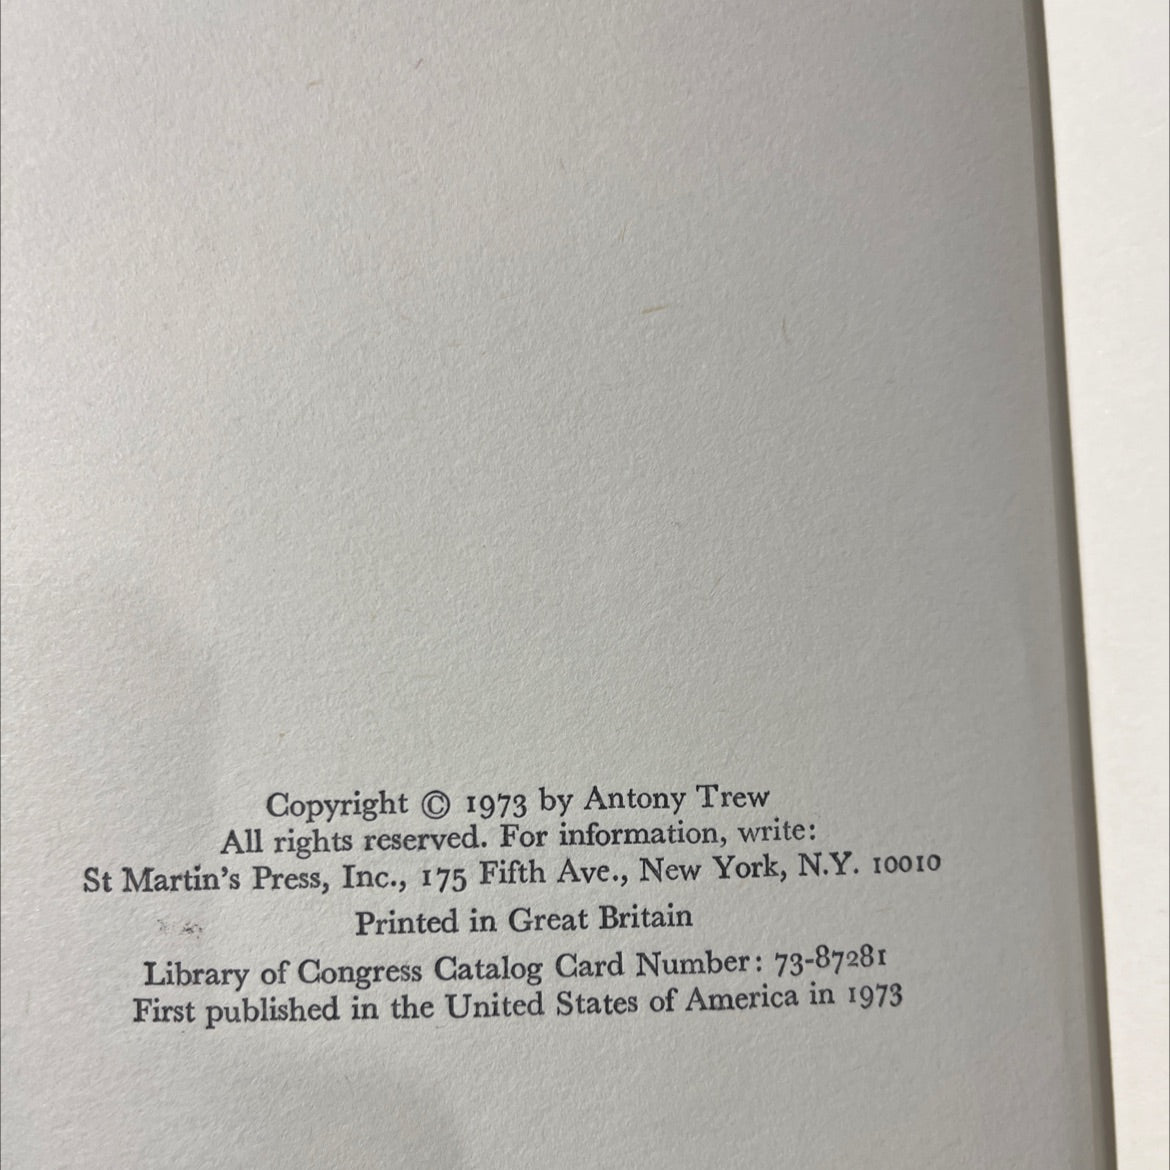 Copyright © 1973 by Antony Trew
All rights reserved. For information, write:
St Martin's Press, Inc., 175 Fifth Ave., New York, N.Y. 10010
Printed in Great Britain
Library of Congress Catalog Card Number: 73-87281
First published in the United States of America in 1973